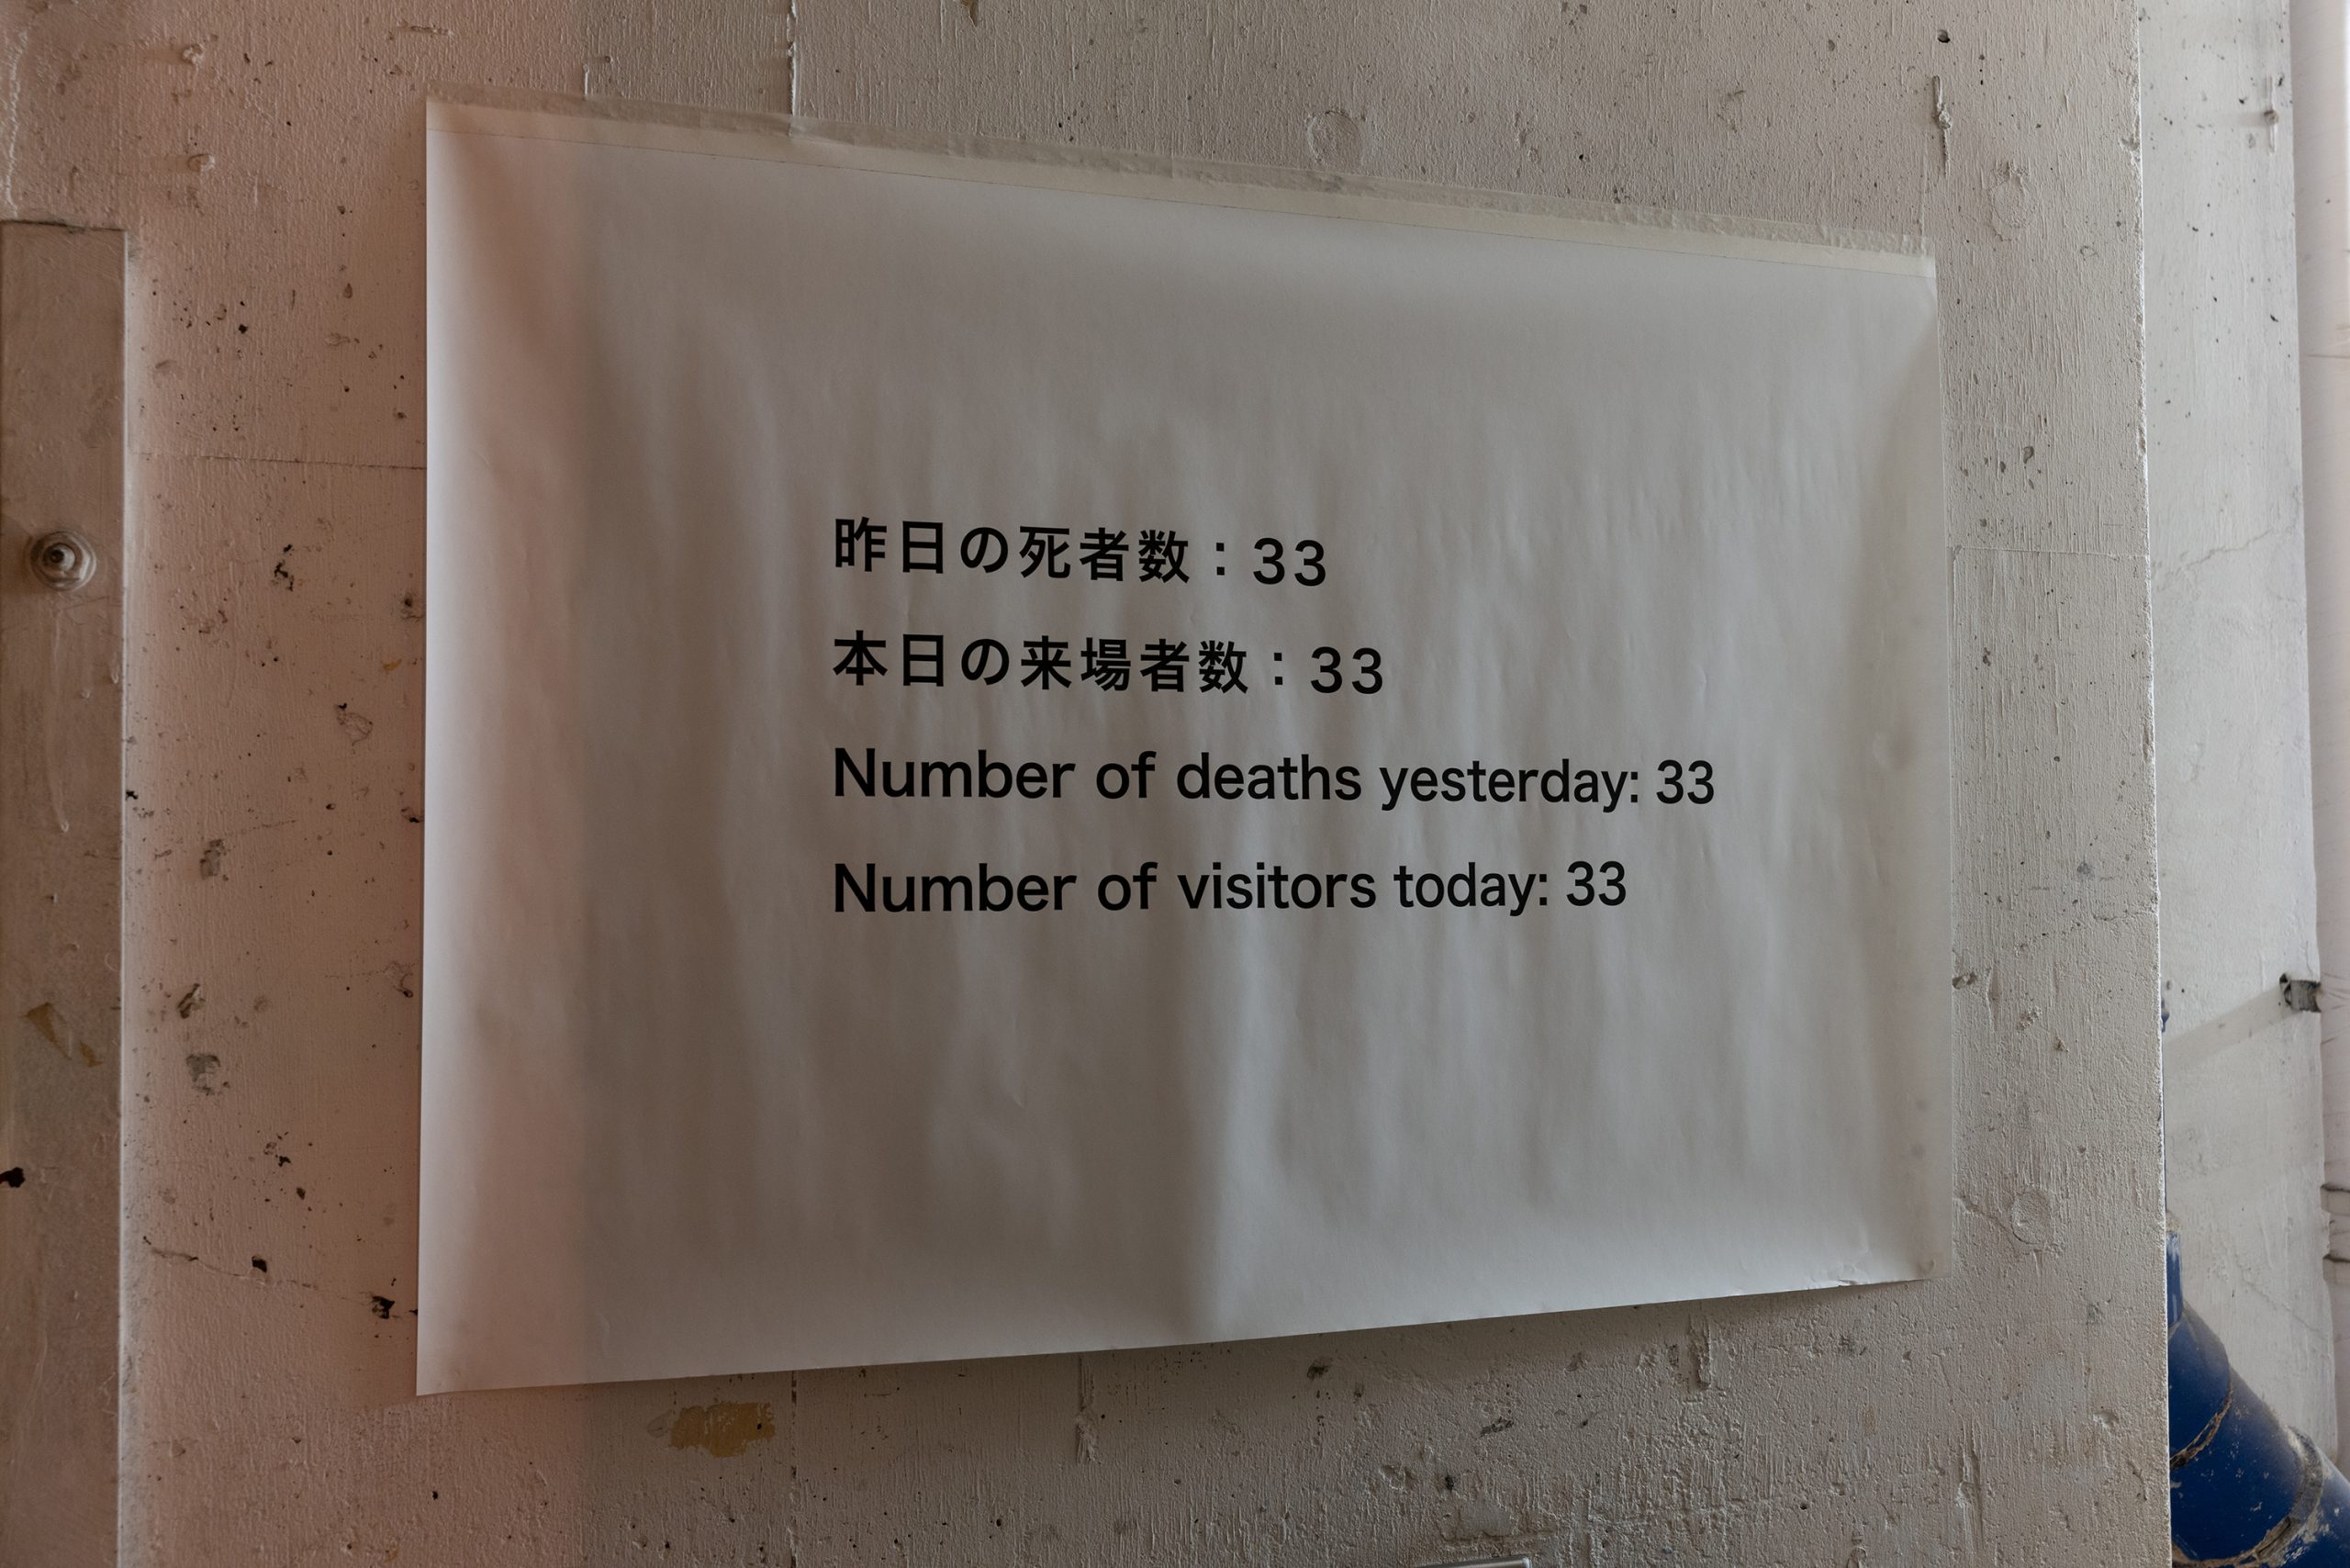 昨日の死者数：33
本日の来場者数：33
Number of deaths yesterday: 33
Number of visitors today: 33